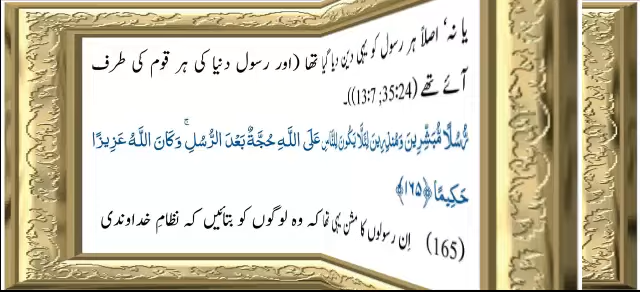 یا نہ‘ اصلاً ہر رسول کو یہی دین دیا گیا تھا (اور رسول دنیا کی ہر قوم کی طرف
آئے تھے (13:7 ;35:24))۔
رُّسُلًا مُّبَشِّرِينَ وَمُنذِرِينَ لِئَلَّا يَكُونَ لِلنَّاسِ عَلَى اللَّهِ حُجَّةٌ بَعْدَ الرُّسُلِ ۚ وَكَانَ اللَّهُ عَزِيزًا
حَكِيمًا ﴿١٦٥﴾
(165) اِن رسولوں کا مشن یہی تھا کہ وہ لوگوں کو بتائیں کہ نظامِ خداوندی